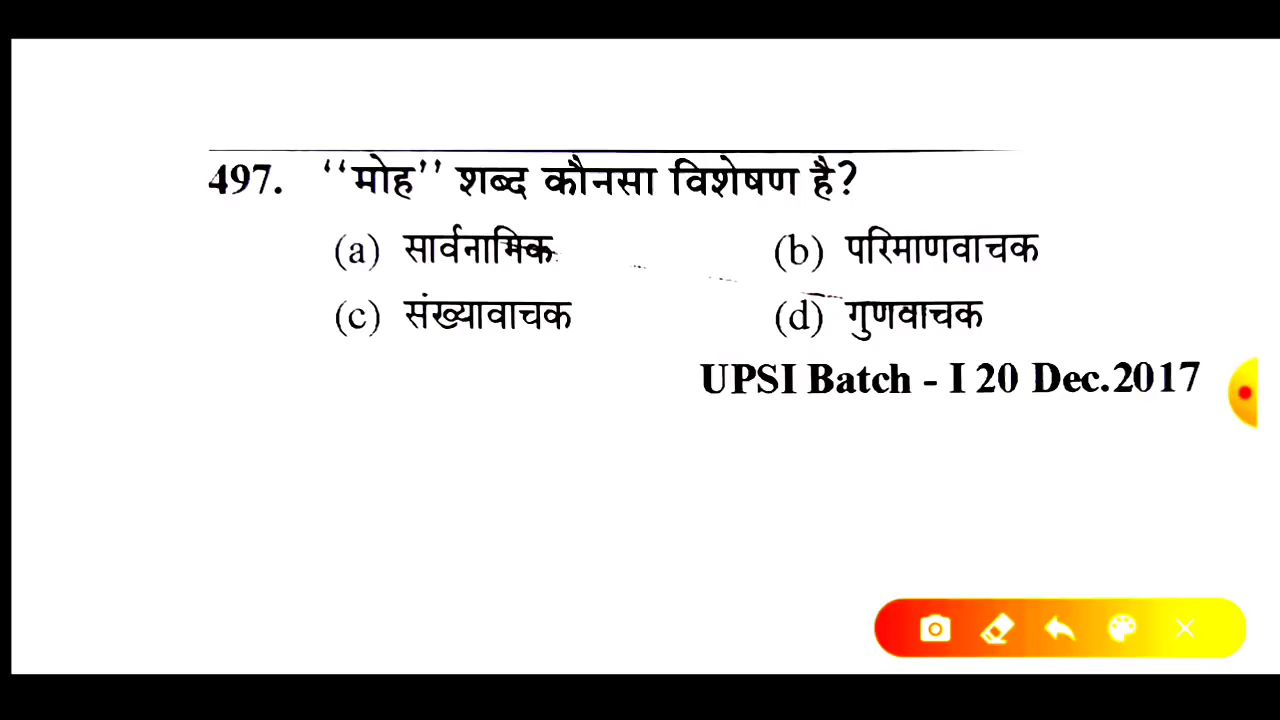 497. ‘‘मोह’’ शब्द कौनसा विशेषण है?
(a) सार्वनामिक (b) परिमाणवाचक
(c) संख्यावाचक (d) गुणवाचक
UPSI Batch - I 20 Dec.2017